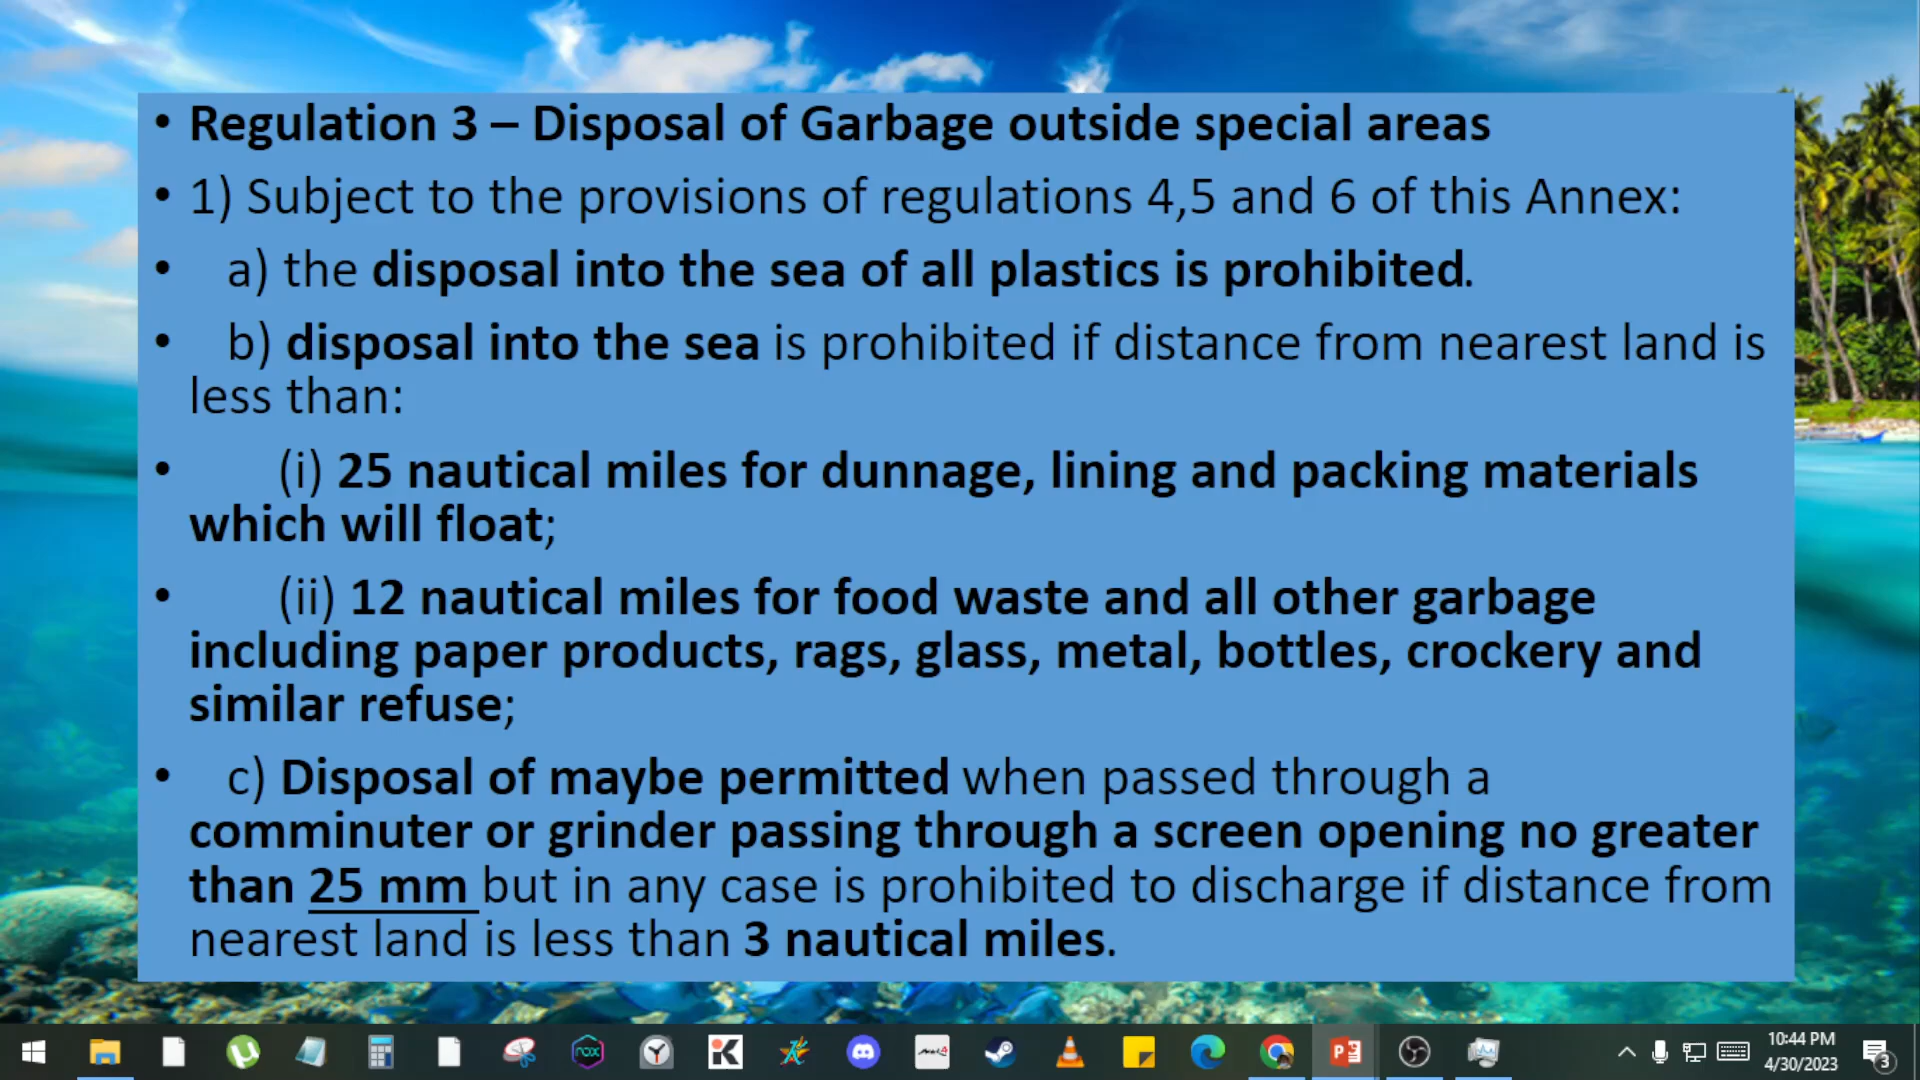 • Regulation 3 – Disposal of Garbage outside special areas
• 1) Subject to the provisions of regulations 4,5 and 6 of this Annex:
• a) the disposal into the sea of all plastics is prohibited.
• b) disposal into the sea is prohibited if distance from nearest land is
less than:
• (i) 25 nautical miles for dunnage, lining and packing materials
which will float;
• (ii) 12 nautical miles for food waste and all other garbage
including paper products, rags, glass, metal, bottles, crockery and
similar refuse;
• c) Disposal of maybe permitted when passed through a
comminuter or grinder passing through a screen opening no greater
than 25 mm but in any case is prohibited to discharge if distance from
nearest land is less than 3 nautical miles.
nox
10:44 PM
4/30/2023
3